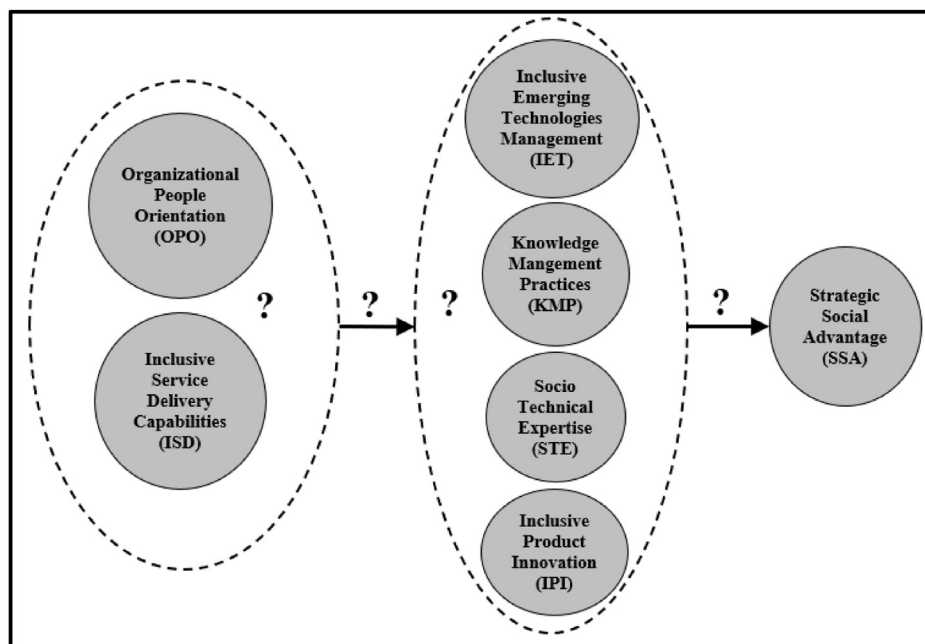 Organizational
People
Orientation
(OPO)
Inclusive
Service
Delivery
Capabilities
(ISD)
?
?
?
Inclusive
Emerging
Technologies
Management
(IET)
Knowledge
Mangement
Practices
(KMP)
Socio
Technical
Expertise
(STE)
Inclusive
Product
Innovation
(IPI)
?
Strategic
Social
Advantage
(SSA)